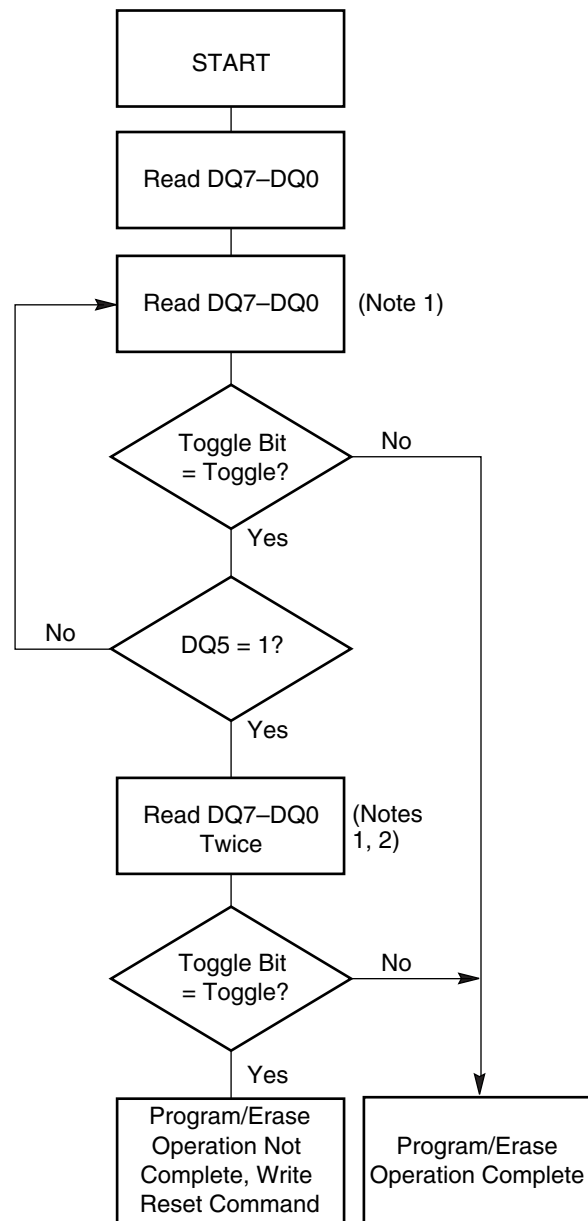 START
Read DQ7–DQ0
Read DQ7–DQ0
(Note 1)
Toggle Bit
= Toggle?
No
Yes
No
DQ5 = 1?
Yes
Read DQ7–DQ0
Twice
(Notes
1, 2)
Toggle Bit
= Toggle?
No
Yes
Program/Erase
Operation Not
Complete, Write
Reset Command
Program/Erase
Operation Complete